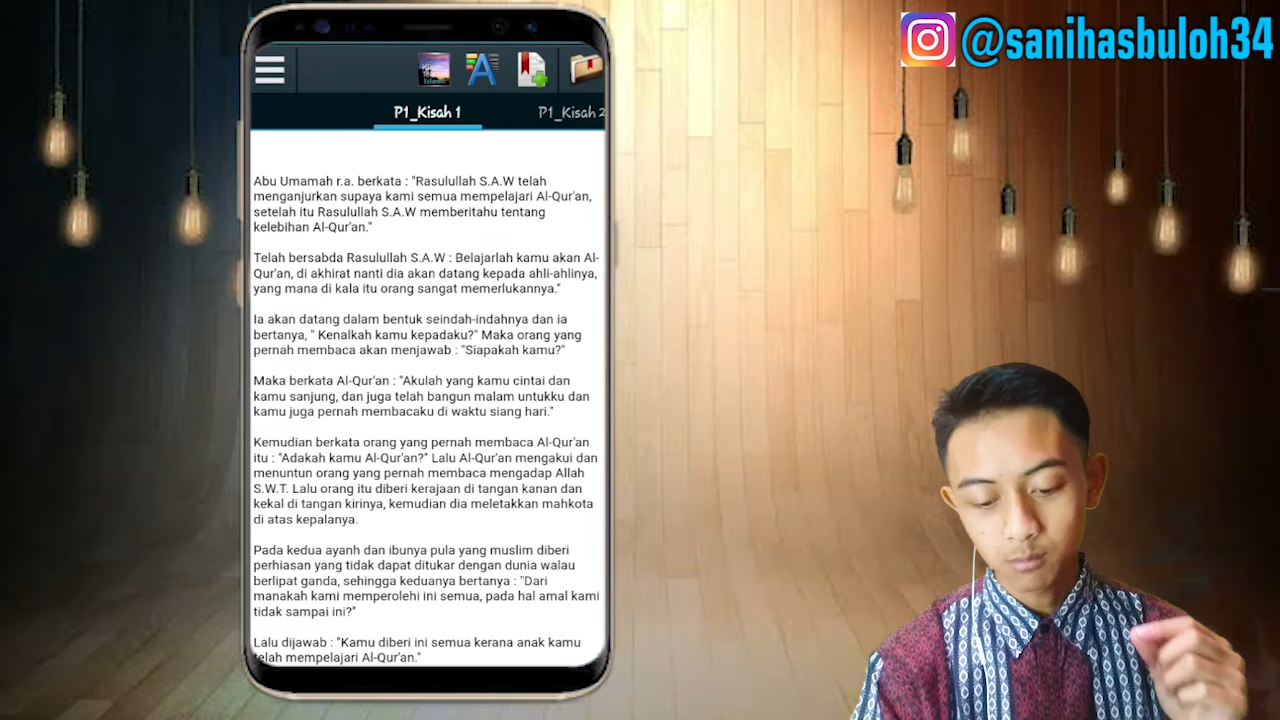 @sanihasbuloh34
P1_Kisah 1
P1_Kisah 2
Abu Umamah r.a. berkata : "Rasulullah S.A.W telah
menganjurkan supaya kami semua mempelajari Al-Qur'an,
setelah itu Rasulullah S.A.W memberitahu tentang
kelebihan Al-Qur'an."
Telah bersabda Rasulullah S.A.W : Belajarlah kamu akan Al-
Qur'an, di akhirat nanti dia akan datang kepada ahli-ahlinya,
yang mana di kala itu orang sangat memerlukannya."
Ia akan datang dalam bentuk seindah-indahnya dan ia
bertanya, " Kenalkah kamu kepadaku?" Maka orang yang
pernah membaca akan menjawab : "Siapakah kamu?"
Maka berkata Al-Qur'an : "Akulah yang kamu cintai dan
kamu sanjung, dan juga telah bangun malam untukku dan
kamu juga pernah membacaku di waktu siang hari."
Kemudian berkata orang yang pernah membaca Al-Qur'an
itu : "Adakah kamu Al-Qur'an?" Lalu Al-Qur'an mengakui dan
menuntun orang yang pernah membaca mengadap Allah
S.W.T. Lalu orang itu diberi kerajaan di tangan kanan dan
kekal di tangan kirinya, kemudian dia meletakkan mahkota
di atas kepalanya.
Pada kedua ayanh dan ibunya pula yang muslim diberi
perhiasan yang tidak dapat ditukar dengan dunia walau
berlipat ganda, sehingga keduanya bertanya : "Dari
manakah kami memperolehi ini semua, pada hal amal kami
tidak sampai ini?"
Lalu dijawab : "Kamu diberi ini semua kerana anak kamu
telah mempelajari Al-Qur'an."